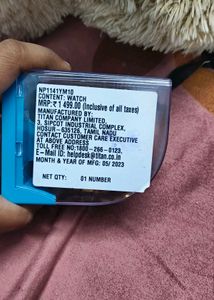 NP1141YM10
CONTENT: WATCH
MRP: ₹ 1 499.00 (Inclusive of all taxes)
MANUFACTURED BY:
TITAN COMPANY LIMITED,
3, SIPCOT INDUSTRIAL COMPLEX,
HOSUR - 635126, TAMIL NADU
CONTACT CUSTOMER CARE EXECUTIVE
AT ABOVE ADDRESS
TOLL FREE NO:1800-266-0123,
E-Mail ID: helpdesk@titan.co.in
MONTH & YEAR OF MFG: 05/ 2023
NET QTY: 01 NUMBER